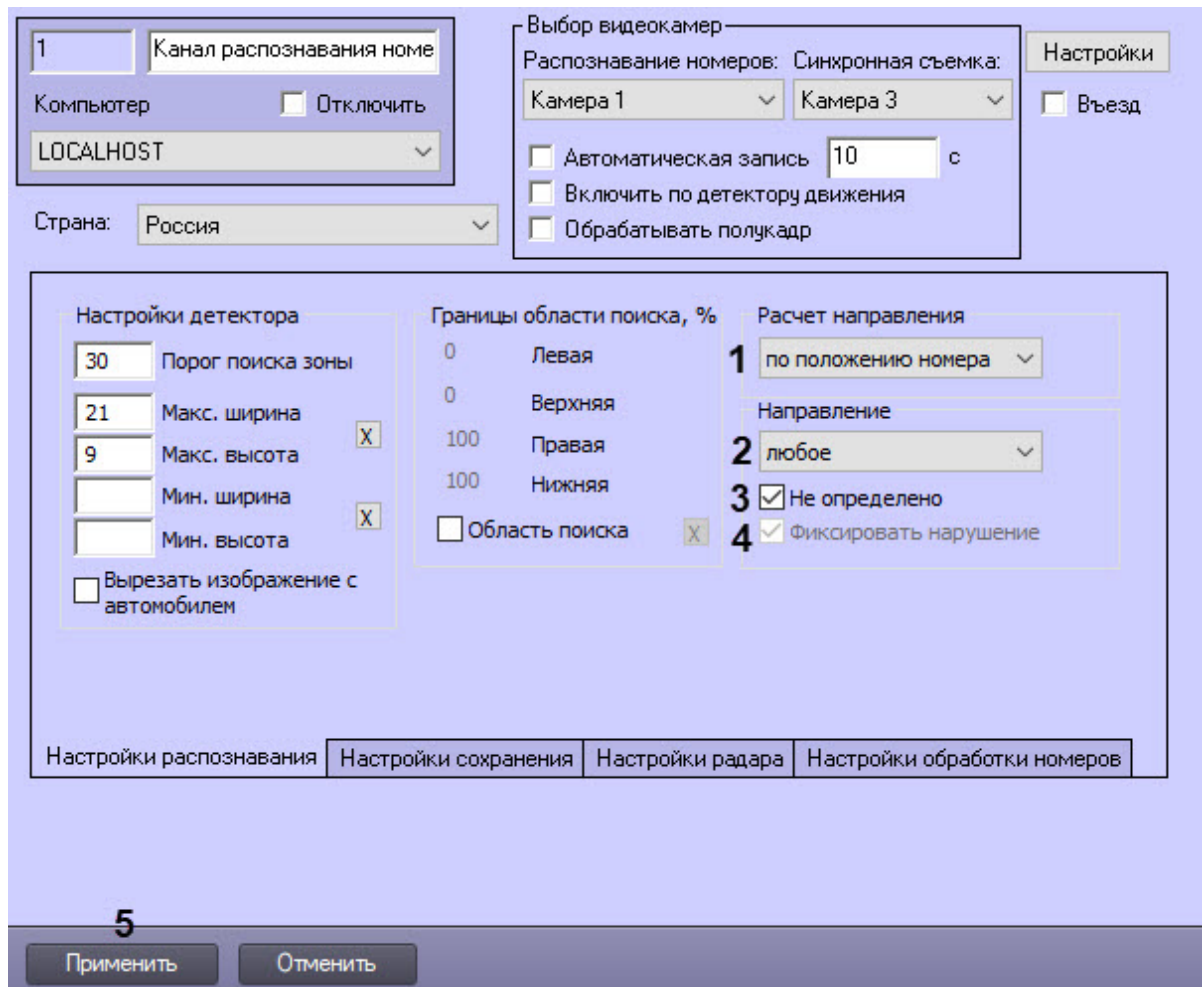 1
Канал распознавания номе
Компьютер
Отключить
LOCALHOST
Страна:
Россия
Выбор видеокамер
Распознавание номеров:
Синхронная съемка:
Камера 1
Камера 3
Автоматическая запись
10
с
Включить по детектору движения
Обрабатывать полукадр
Настройки
Въезд
Настройки детектора
30
Порог поиска зоны
21
Макс. ширина
9
Макс. высота
X
Мин. ширина
Мин. высота
X
Вырезать изображение с
автомобилем
Границы области поиска, %
0
Левая
0
Верхняя
100
Правая
100
Нижняя
Область поиска
X
Расчет направления
1
по положению номера
Направление
2
любое
3
Не определено
4
Фиксировать нарушение
Настройки распознавания
Настройки сохранения
Настройки радара
Настройки обработки номеров
5
Применить
Отменить